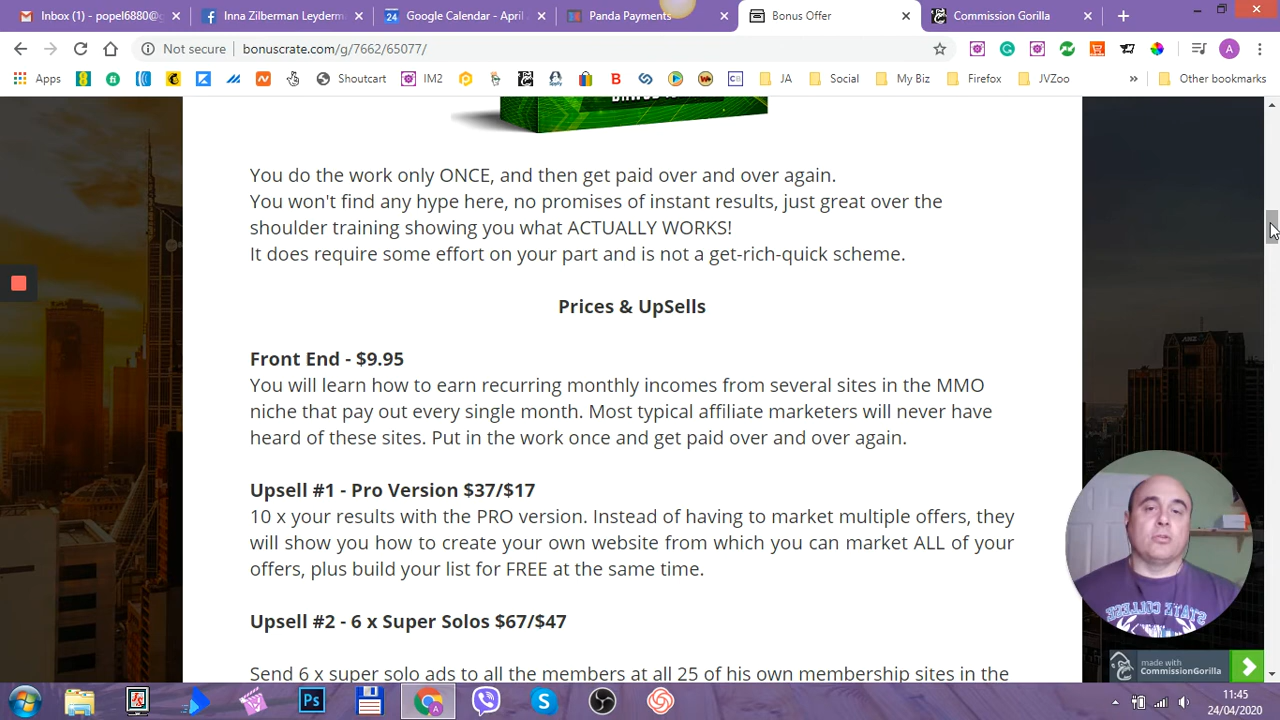 Inbox (1) - popel6880@g
Inna Zilberman Leyderm
24 Google Calendar - April
Panda Payments
Bonus Offer
Commission Gorilla
Not secure bonuscrate.com/g/7662/65077/
A
Apps
Shoutcart
IM2
B
CB
JA
Social
My Biz
Firefox
JVZoo
Other bookmarks
You do the work only ONCE, and then get paid over and over again.
You won't find any hype here, no promises of instant results, just great over the
shoulder training showing you what ACTUALLY WORKS!
It does require some effort on your part and is not a get-rich-quick scheme.
Prices & UpSells
Front End - $9.95
You will learn how to earn recurring monthly incomes from several sites in the MMO
niche that pay out every single month. Most typical affiliate marketers will never have
heard of these sites. Put in the work once and get paid over and over again.
Upsell #1 - Pro Version $37/$17
10 x your results with the PRO version. Instead of having to market multiple offers, they
will show you how to create your own website from which you can market ALL of your
offers, plus build your list for FREE at the same time.
Upsell #2 - 6 x Super Solos $67/$47
Send 6 x super solo ads to all the members at all 25 of his own membership sites in the
made with
CommissionGorilla
Ps
11:45
24/04/2020